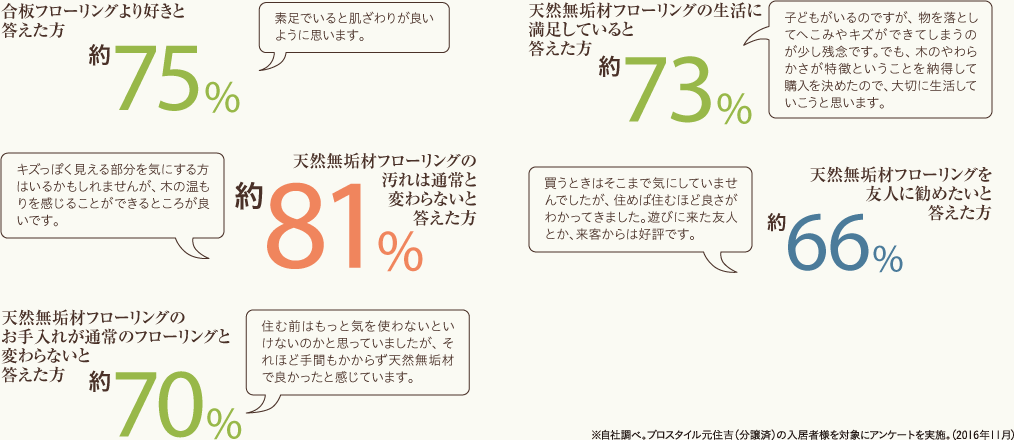 合板フローリングより好きと
答えた方
約75%
素足でいると肌ざわりが良い
ように思います。
天然無垢材フローリングの生活に
満足していると
答えた方
約73%
子どもがいるのですが、物を落とし
てへこみやキズができてしまうの
が少し残念です。でも、木のやわら
かさが特徴ということを納得して
購入を決めたので、大切に生活して
いこうと思います。
キズっぽく見える部分を気にする方
はいるかもしれませんが、木の温も
りを感じることができるところが良
いです。
天然無垢材フローリングの
汚れは通常と
変わらないと
答えた方
約81%
買うときはそこまで気にしていませ
んでしたが、住めば住むほど良さが
わかってきました。遊びに来た友人
とか、来客からは好評です。
天然無垢材フローリングを
友人に勧めたいと
答えた方
約66%
天然無垢材フローリングの
お手入れが通常のフローリングと
変わらないと
答えた方
約70%
住む前はもっと気を使わないとい
けないのかと思っていましたが、そ
れほど手間もかからず天然無垢材
で良かったと感じています。
※自社調べ。プロスタイル元住吉（分譲済）の入居者様を対象にアンケートを実施。（2016年11月）